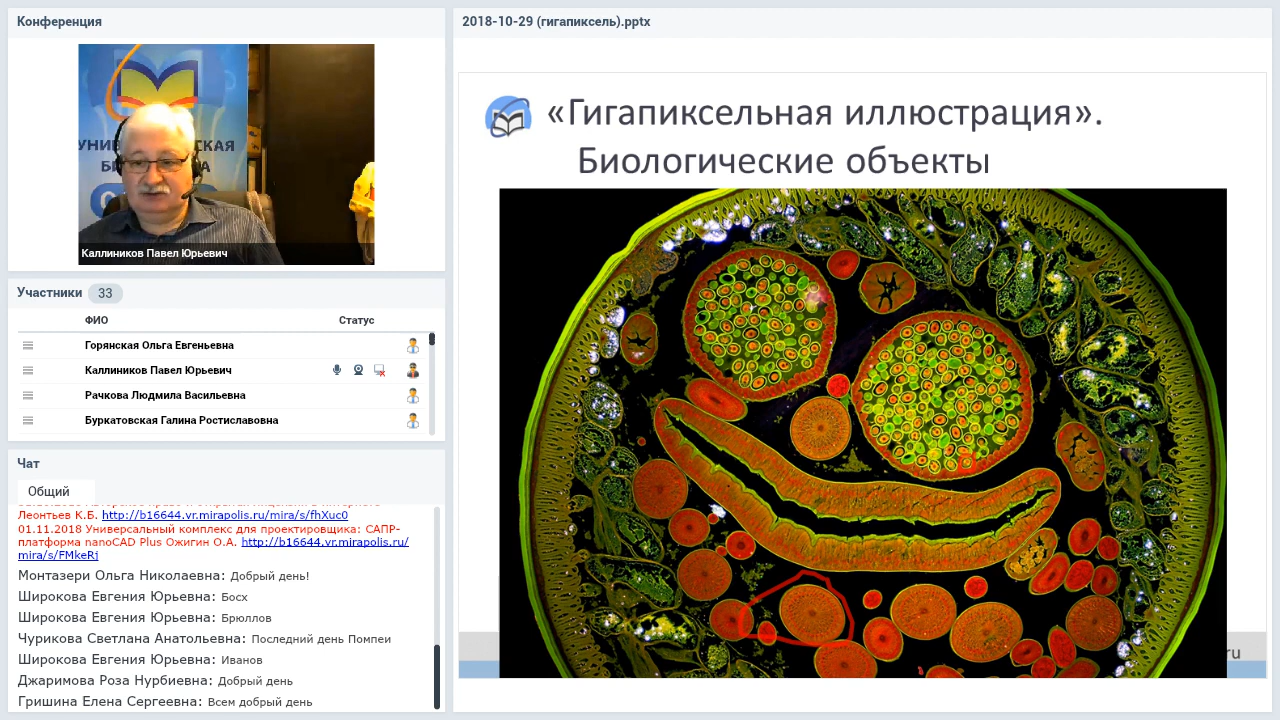 Конференция
УНИВ СКАЯ
Каллиников Павел Юрьевич
Участники 33
ФИО Статус
Горянская Ольга Евгеньевна
Каллиников Павел Юрьевич
Рачкова Людмила Васильевна
Буркатовская Галина Ростиславовна
Чат
Общий
Леонтьев К.Б. http://b16644.vr.mirapolis.ru/mira/s/fhXuc0
01.11.2018 Универсальный комплекс для проектировщика: САПР-
платформа nanoCAD Plus Ожигин О.А. http://b16644.vr.mirapolis.ru/
mira/s/FMkeRj
Монтазери Ольга Николаевна: Добрый день!
Широкова Евгения Юрьевна: Босх
Широкова Евгения Юрьевна: Брюллов
Чурикова Светлана Анатольевна: Последний день Помпеи
Широкова Евгения Юрьевна: Иванов
Джаримова Роза Нурбиевна: Добрый день
Гришина Елена Сергеевна: Всем добрый день
2018-10-29 (гигапиксель).pptx
«Гигапиксельная иллюстрация».
Биологические объекты
ru